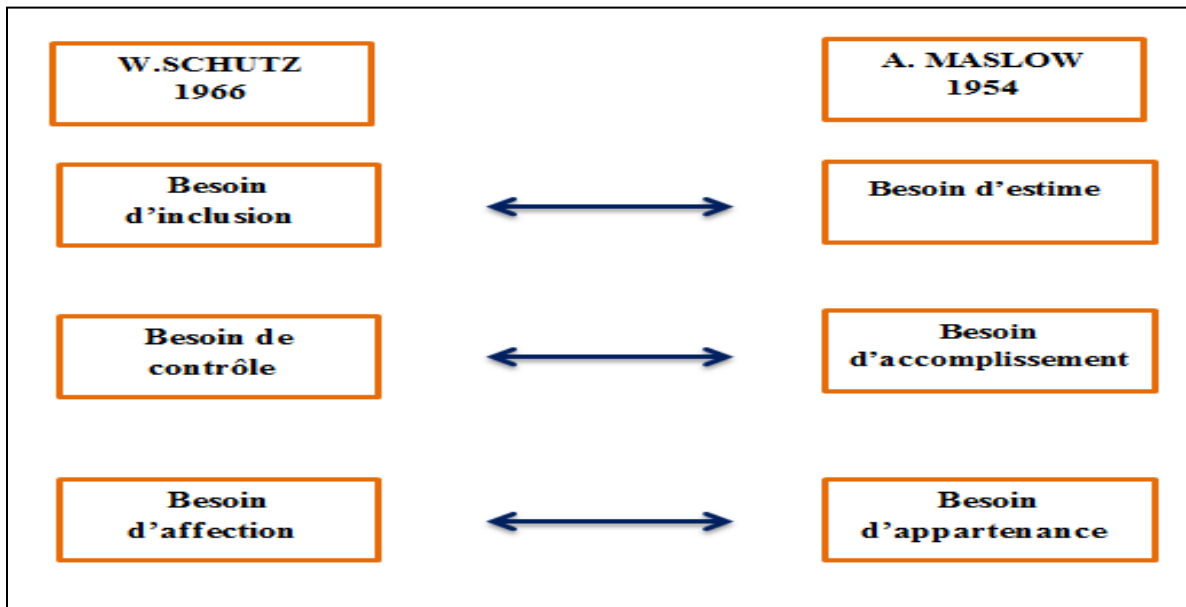 W.SCHUTZ
1966
A. MASLOW
1954
Besoin
d’inclusion
Besoin d’estime
Besoin de
contrôle
Besoin
d’accomplissement
Besoin
d’affection
Besoin
d’appartenance